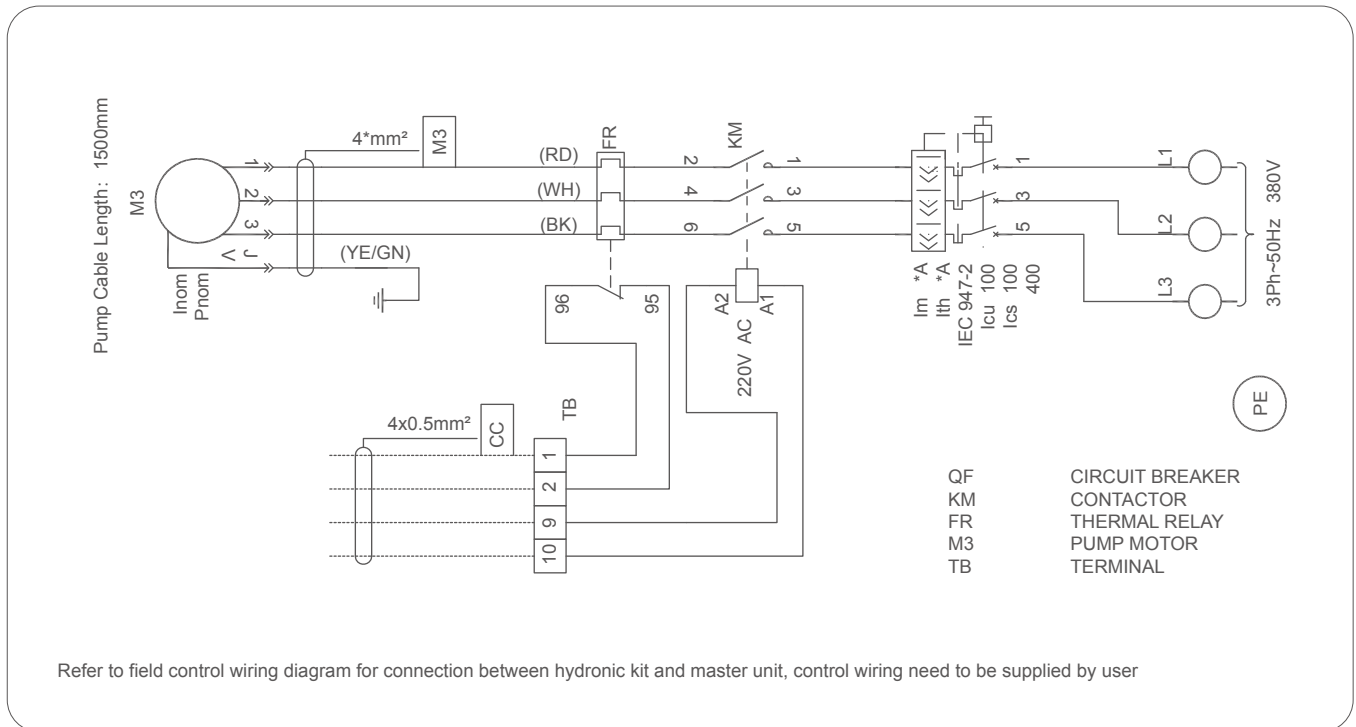 Pump Cable Length: 1500mm
M3
1
2
3
J
V
Inom
Pnom
4*mm²
M3
(RD)
(WH)
(BK)
(YE/GN)
FR
96
95
2
4
6
KM
1
3
5
A2
A1
220V AC
Im *A
Ith *A
IEC 947-2
Icu 100
Ics 100
400
1
3
5
L1
L2
L3
3Ph~50Hz 380V
PE
4x0.5mm²
CC
TB
1
2
9
10
QF CIRCUIT BREAKER
KM CONTACTOR
FR THERMAL RELAY
M3 PUMP MOTOR
TB TERMINAL
Refer to field control wiring diagram for connection between hydronic kit and master unit, control wiring need to be supplied by user